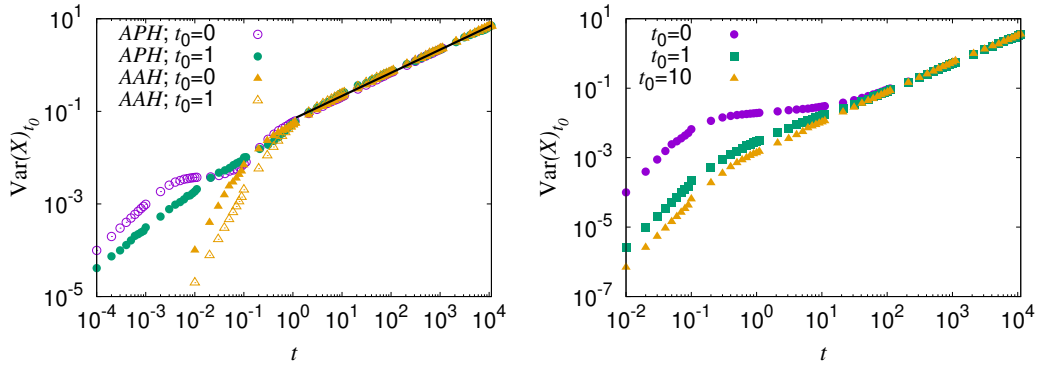 Var(X)t0
10^1
10^-1
10^-3
10^-5
APH; t0=0
APH; t0=1
AAH; t0=0
AAH; t0=1
10^-4 10^-3 10^-2 10^-1 10^0 10^1 10^2 10^3 10^4
t
Var(X)t0
10^1
10^-1
10^-3
10^-5
10^-7
t0=0
t0=1
t0=10
10^-2 10^-1 10^0 10^1 10^2 10^3 10^4
t